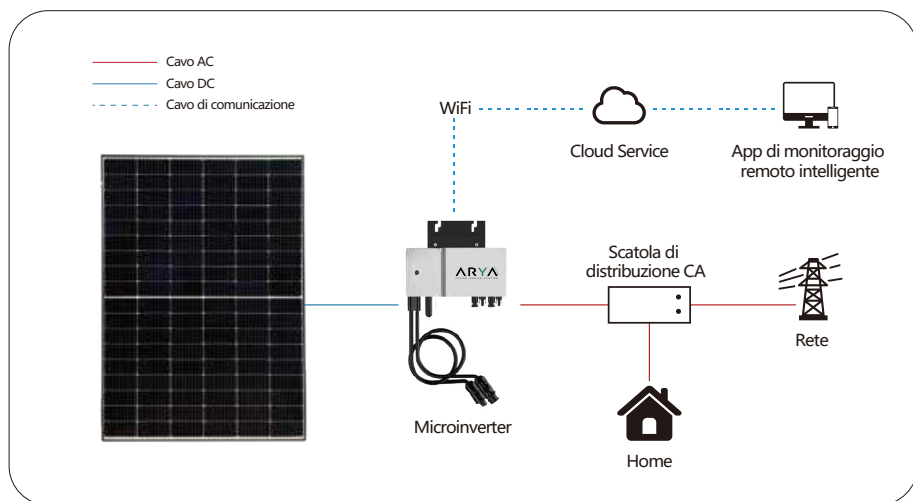 Cavo AC
Cavo DC
Cavo di comunicazione
WiFi
Cloud Service
App di monitoraggio
remoto intelligente
ARYA
Scatola di
distribuzione CA
Rete
Microinverter
Home